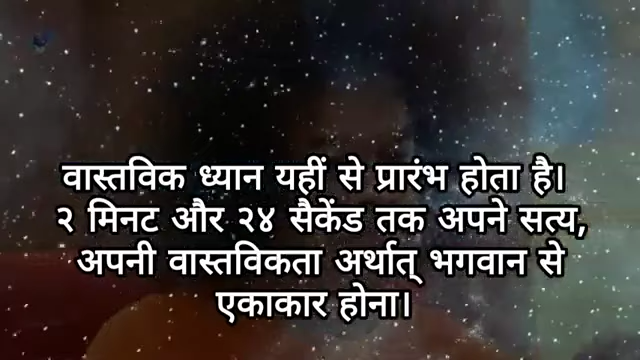 वास्तविक ध्यान यहीं से प्रारंभ होता है।
२ मिनट और २४ सैकेंड तक अपने सत्य,
अपनी वास्तविकता अर्थात् भगवान से
एकाकार होना।